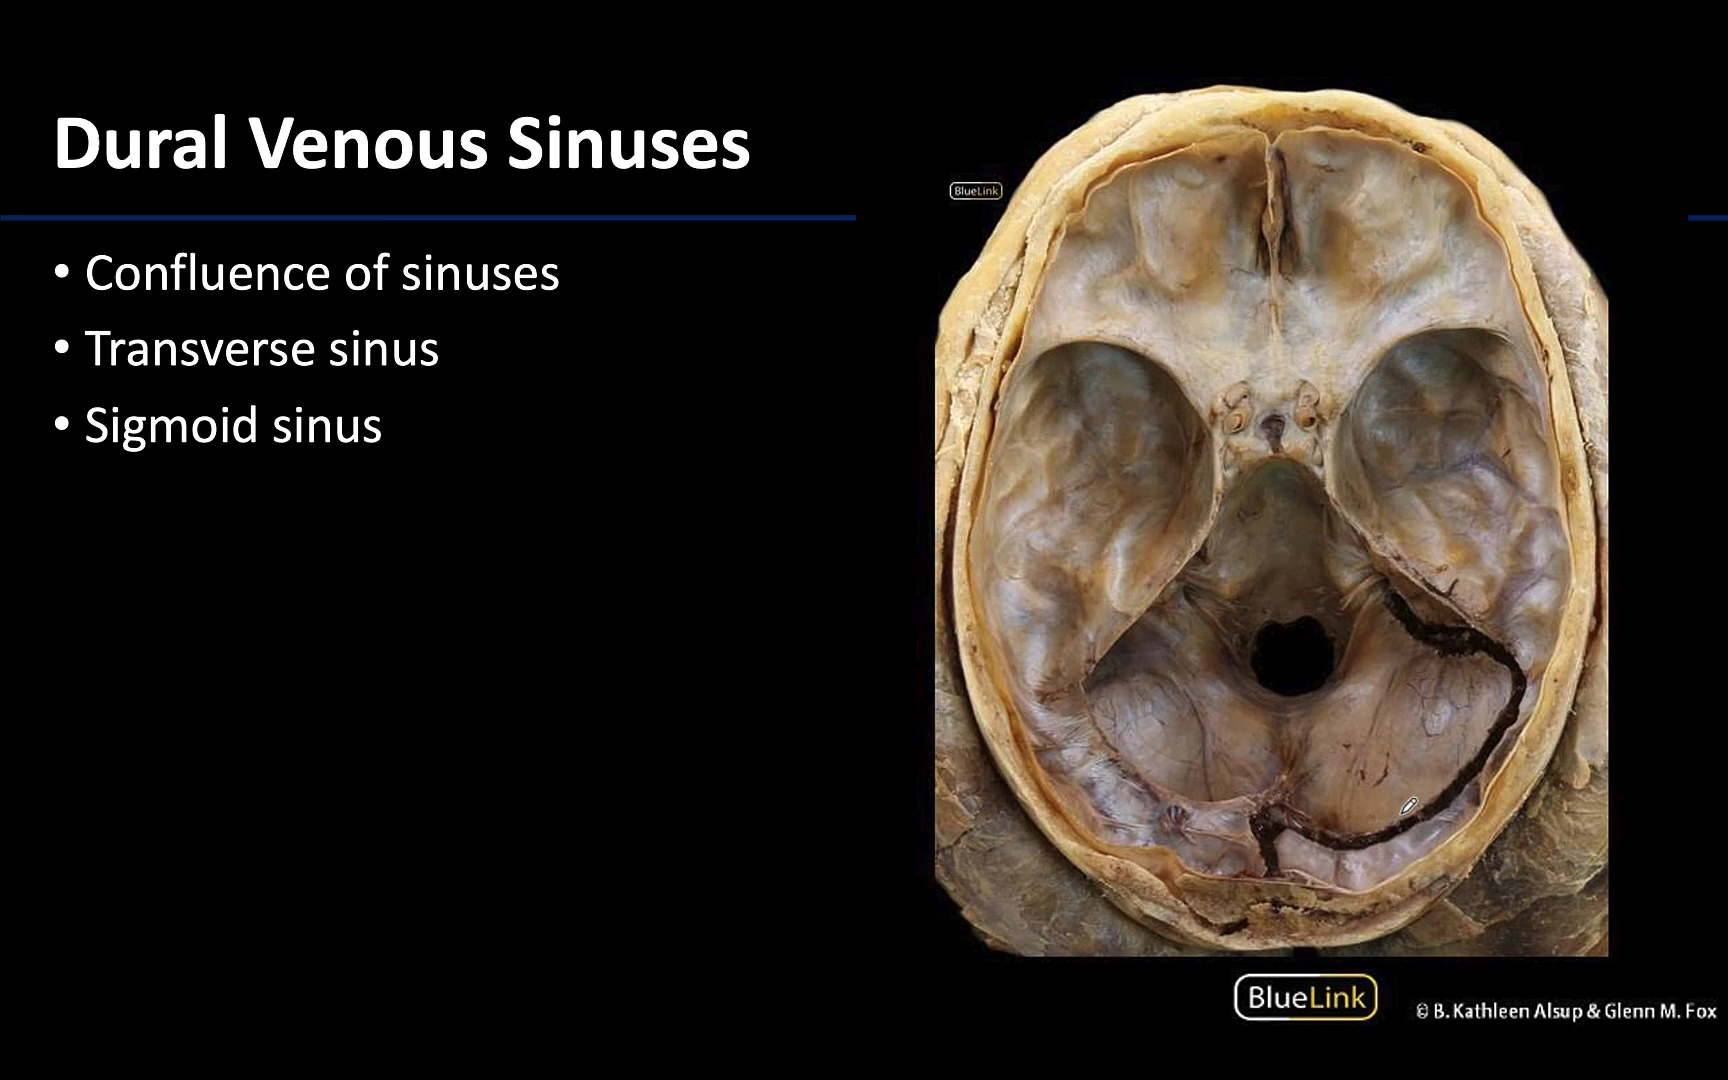 Dural Venous Sinuses
• Confluence of sinuses
• Transverse sinus
• Sigmoid sinus
BlueLink
BlueLink
© B. Kathleen Alsup & Glenn M. Fox